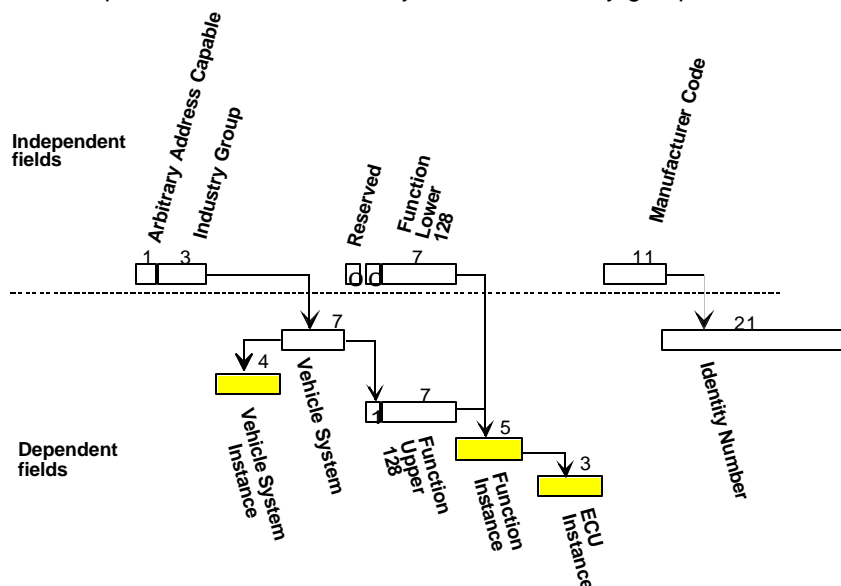 Independent
fields
Arbitrary Address Capable
Industry Group
Reserved
Function
Lower
128
Manufacturer Code
1
3
0
0
7
11
7
21
4
1
7
5
3
Vehicle System
Instance
Vehicle System
Function
Upper
128
Function
Instance
ECU
Instance
Identity Number
Dependent
fields